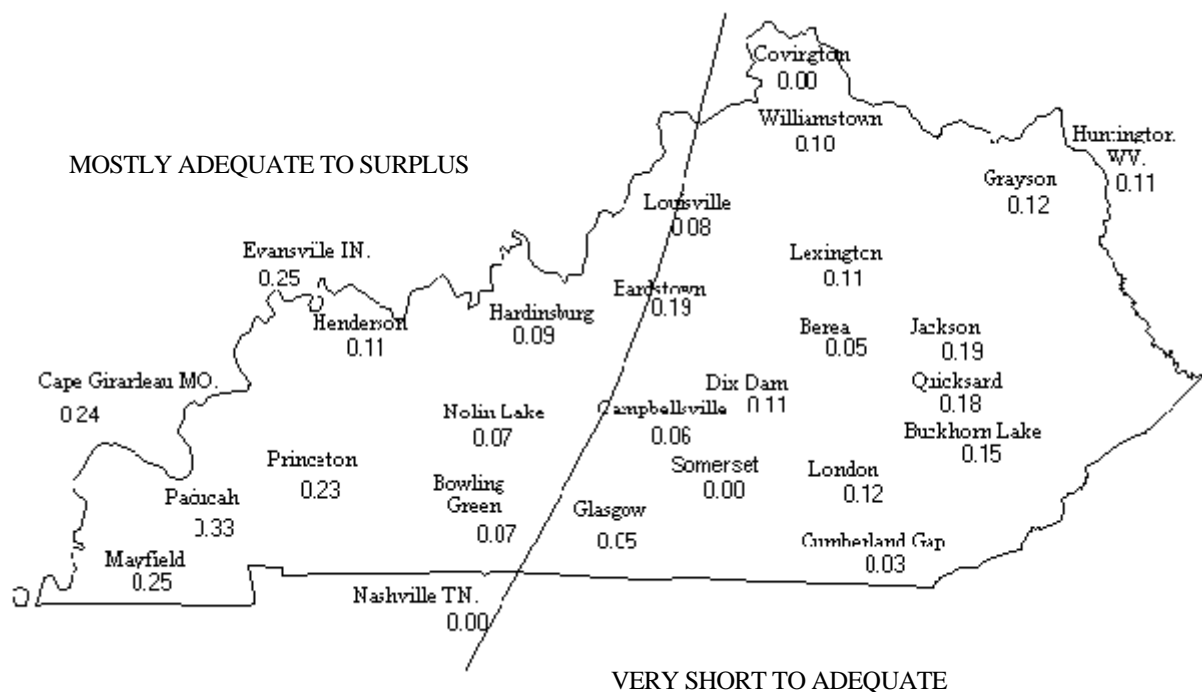 Covington
0.00
Williamstown
0.10
Huntington
WV.
0.11
MOSTLY ADEQUATE TO SURPLUS
Grayson
0.12
Louisville
0.08
Evansville IN.
0.25
Lexington
0.11
Bardstown
0.19
Hardinsburg
0.09
Henderson
0.11
Berea
0.05
Jackson
0.19
Cape Girardeau MO.
0.24
Dix Dam
0.11
Quicksand
0.18
Nolin Lake
0.07
Campbellsville
0.06
Buckhorn Lake
0.15
Princeton
0.23
Somerset
0.00
London
0.12
Paducah
0.33
Bowling
Green
0.07
Glasgow
0.05
Mayfield
0.25
Cumberland Gap
0.03
Nashville TN.
0.00
VERY SHORT TO ADEQUATE